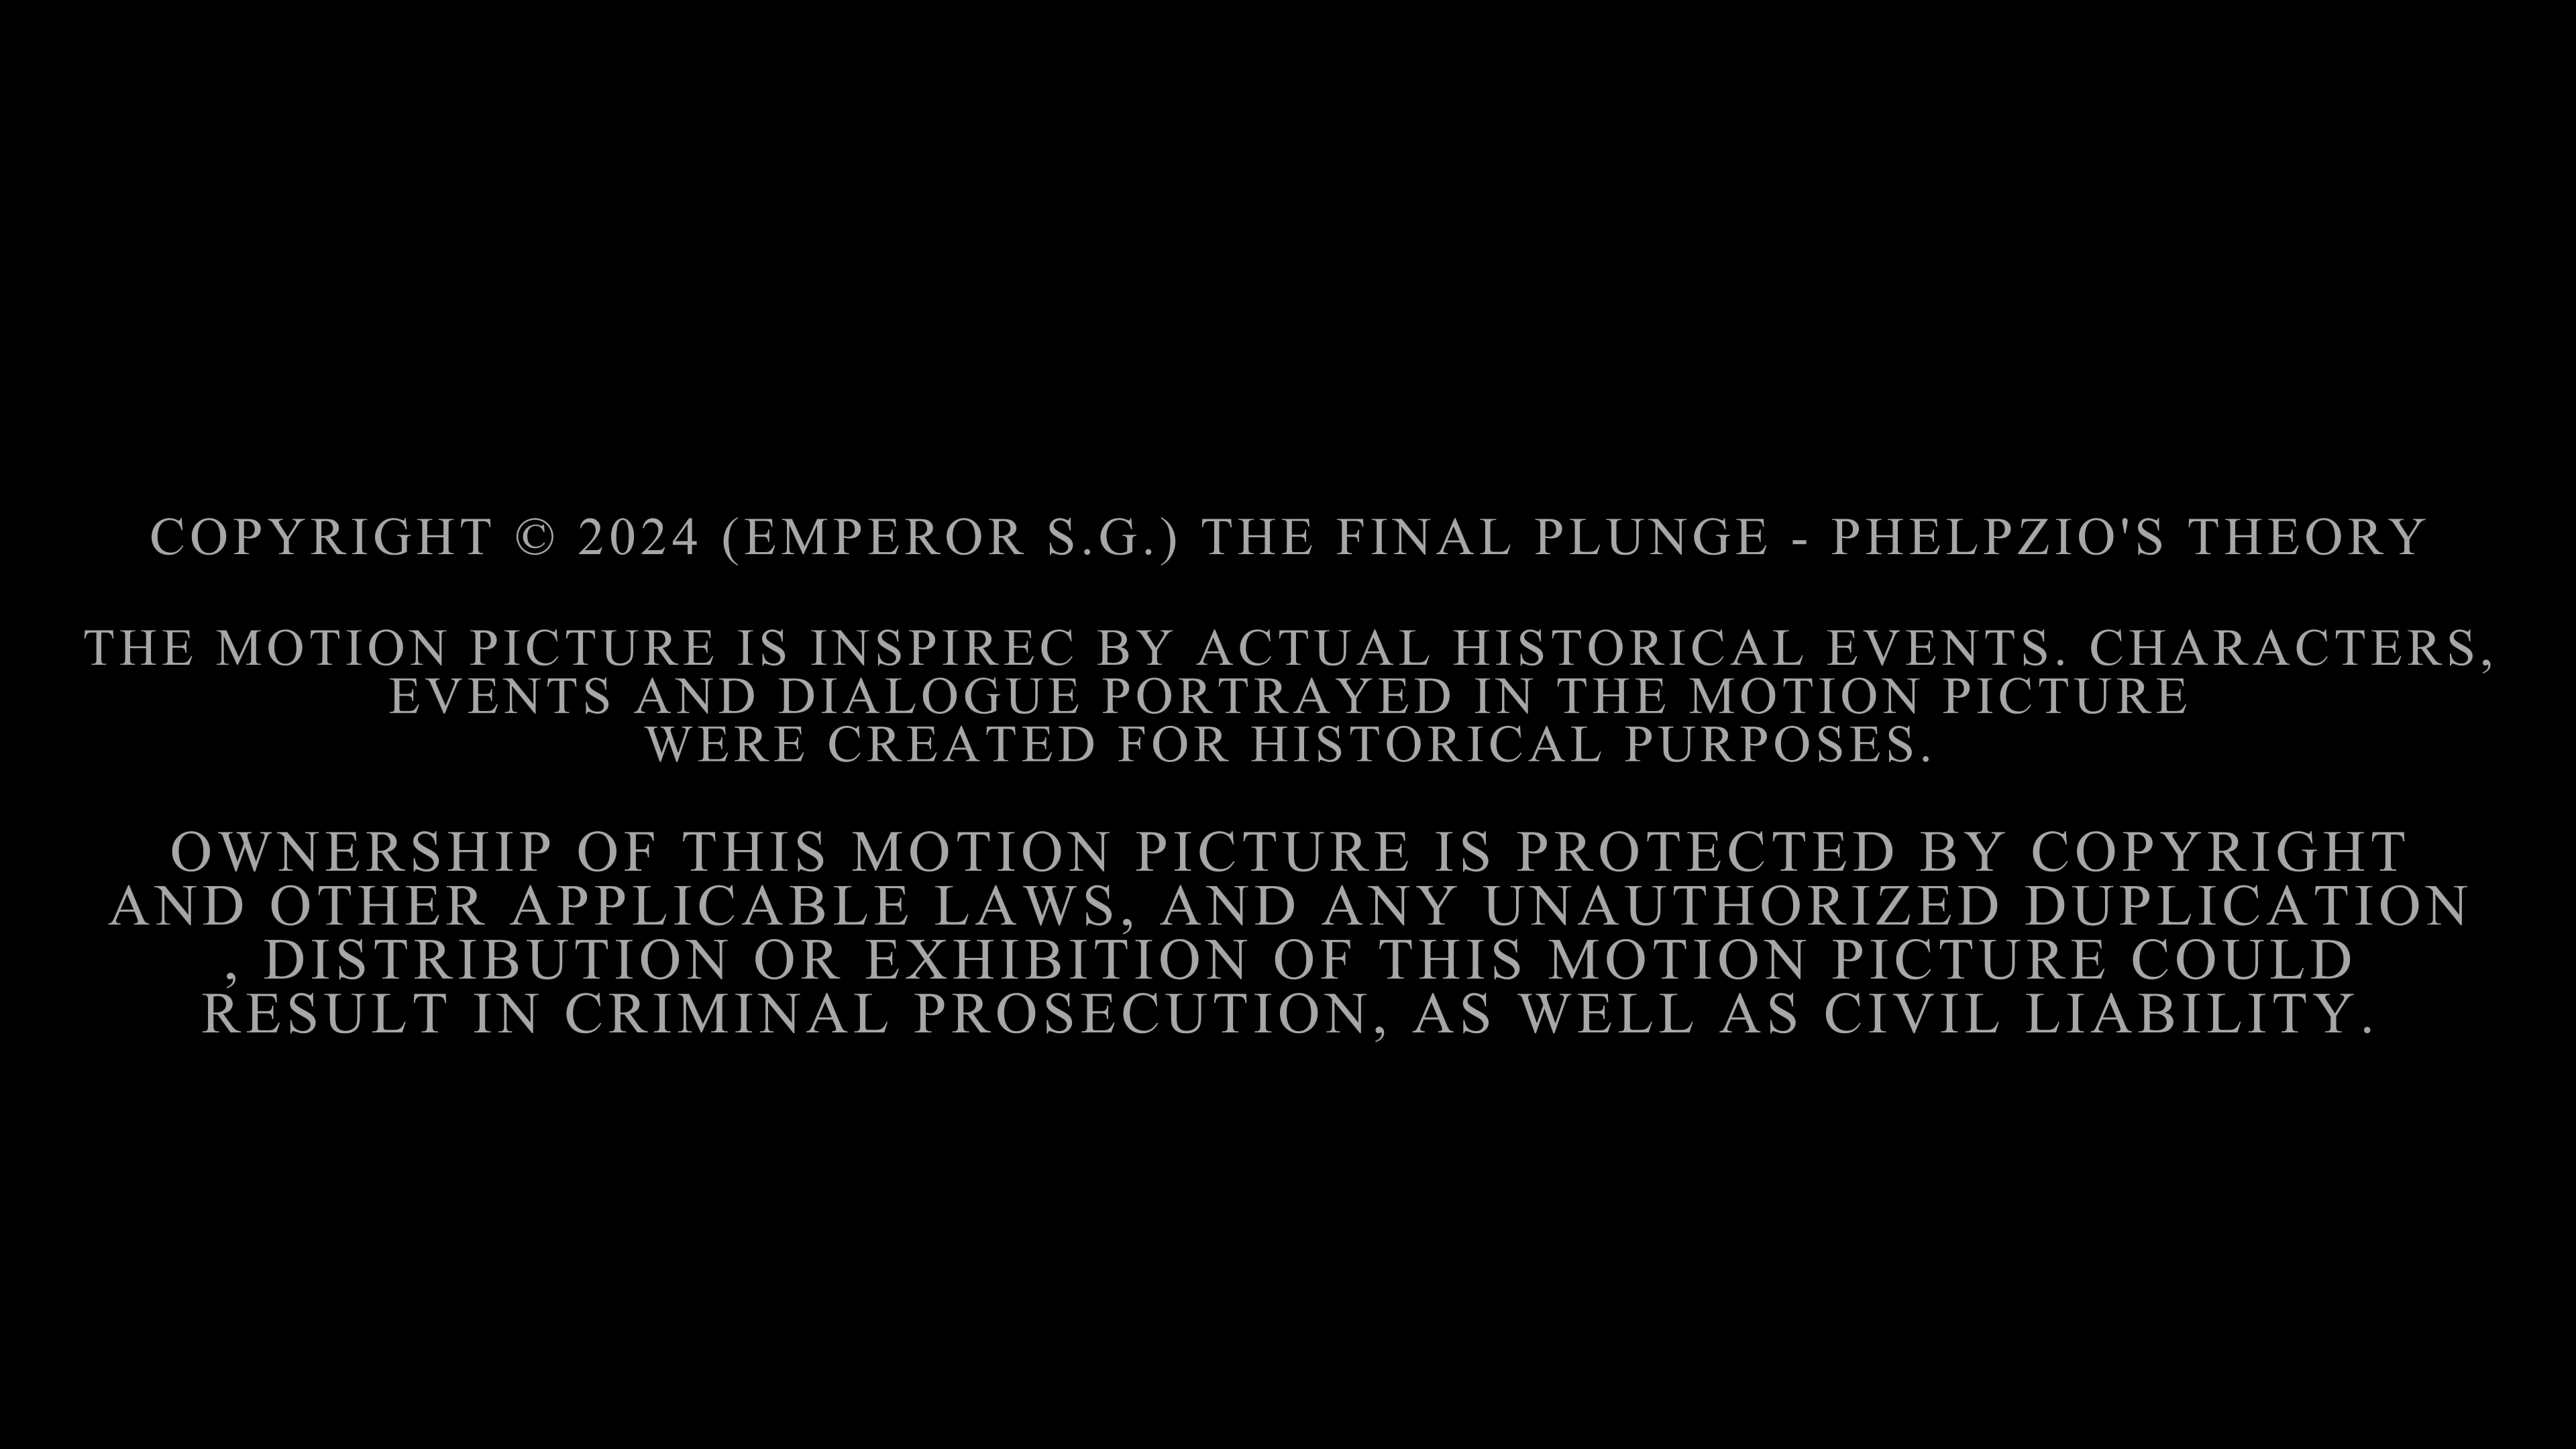 COPYRIGHT © 2024 (EMPEROR S.G.) THE FINAL PLUNGE - PHELPZIO'S THEORY
THE MOTION PICTURE IS INSPIREC BY ACTUAL HISTORICAL EVENTS. CHARACTERS,
EVENTS AND DIALOGUE PORTRAYED IN THE MOTION PICTURE
WERE CREATED FOR HISTORICAL PURPOSES.
OWNERSHIP OF THIS MOTION PICTURE IS PROTECTED BY COPYRIGHT
AND OTHER APPLICABLE LAWS, AND ANY UNAUTHORIZED DUPLICATION
, DISTRIBUTION OR EXHIBITION OF THIS MOTION PICTURE COULD
RESULT IN CRIMINAL PROSECUTION, AS WELL AS CIVIL LIABILITY.